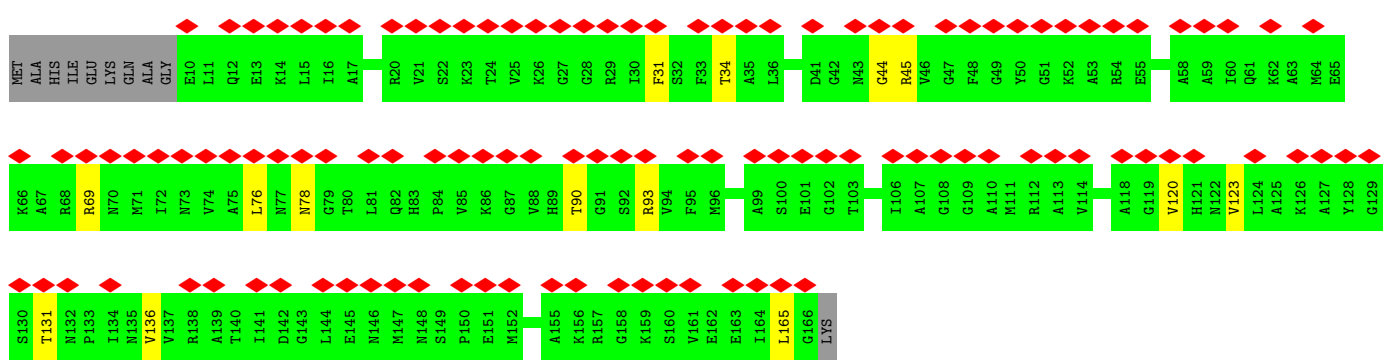 MET ALA HIS ILE GLU LYS GLN ALA GLY E10 L11 Q12 E13 K14 L15 I16 A17 R20 V21 S22 K23 T24 V25 K26 G27 G28 R29 I30 F31 S32 F33 T34 A35 L36 D41 G42 N43 G44 R45 V46 G47 F48 G49 Y50 G51 K52 A53 R54 E55 A58 A59 I60 Q61 K62 A63 M64 E65
K66 A67 R68 R69 N70 M71 I72 N73 V74 A75 L76 N77 N78 G79 T80 L81 Q82 H83 P84 V85 K86 G87 V88 H89 T90 G91 S92 R93 V94 F95 M96 A99 S100 E101 G102 T103 I106 A107 G108 G109 A110 M111 R112 A113 V114 A118 G119 V120 H121 N122 V123 L124 A125 K126 A127 Y128 G129
S130 T131 N132 P133 I134 N135 V136 V137 R138 A139 T140 I141 D142 G143 L144 E145 N146 M147 N148 S149 P150 E151 M152 A155 K156 R157 G158 K159 S160 V161 E162 E163 I164 L165 G166 LYS